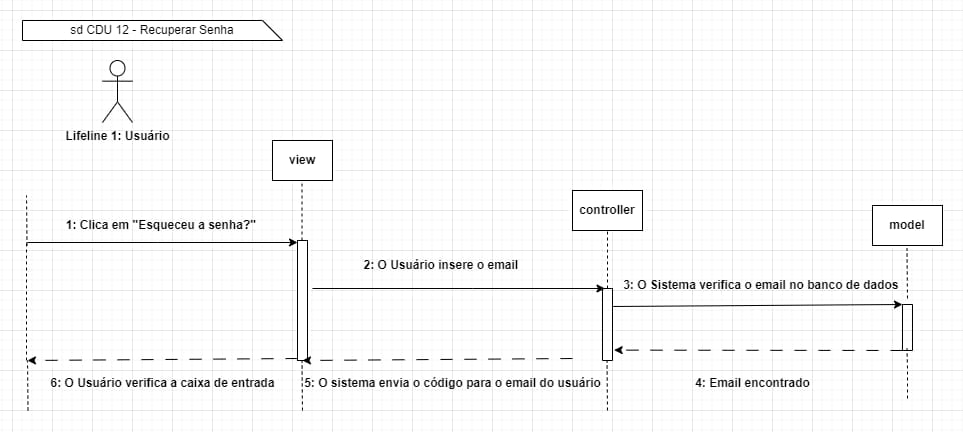 sd CDU 12 - Recuperar Senha
Lifeline 1: Usuário
view
controller
model
1: Clica em "Esqueceu a senha?"
2: O Usuário insere o email
3: O Sistema verifica o email no banco de dados
6: O Usuário verifica a caixa de entrada
5: O sistema envia o código para o email do usuário
4: Email encontrado